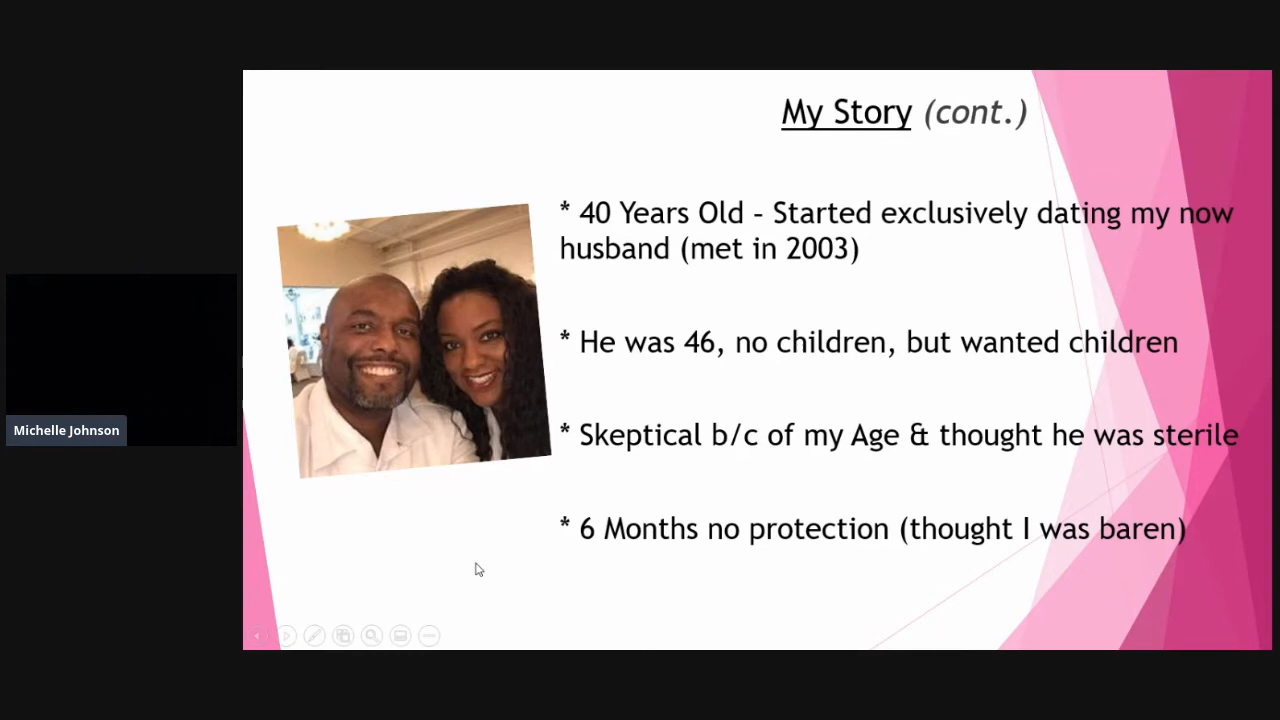 My Story (cont.)
* 40 Years Old – Started exclusively dating my now
husband (met in 2003)
* He was 46, no children, but wanted children
* Skeptical b/c of my Age & thought he was sterile
* 6 Months no protection (thought I was baren)
Michelle Johnson